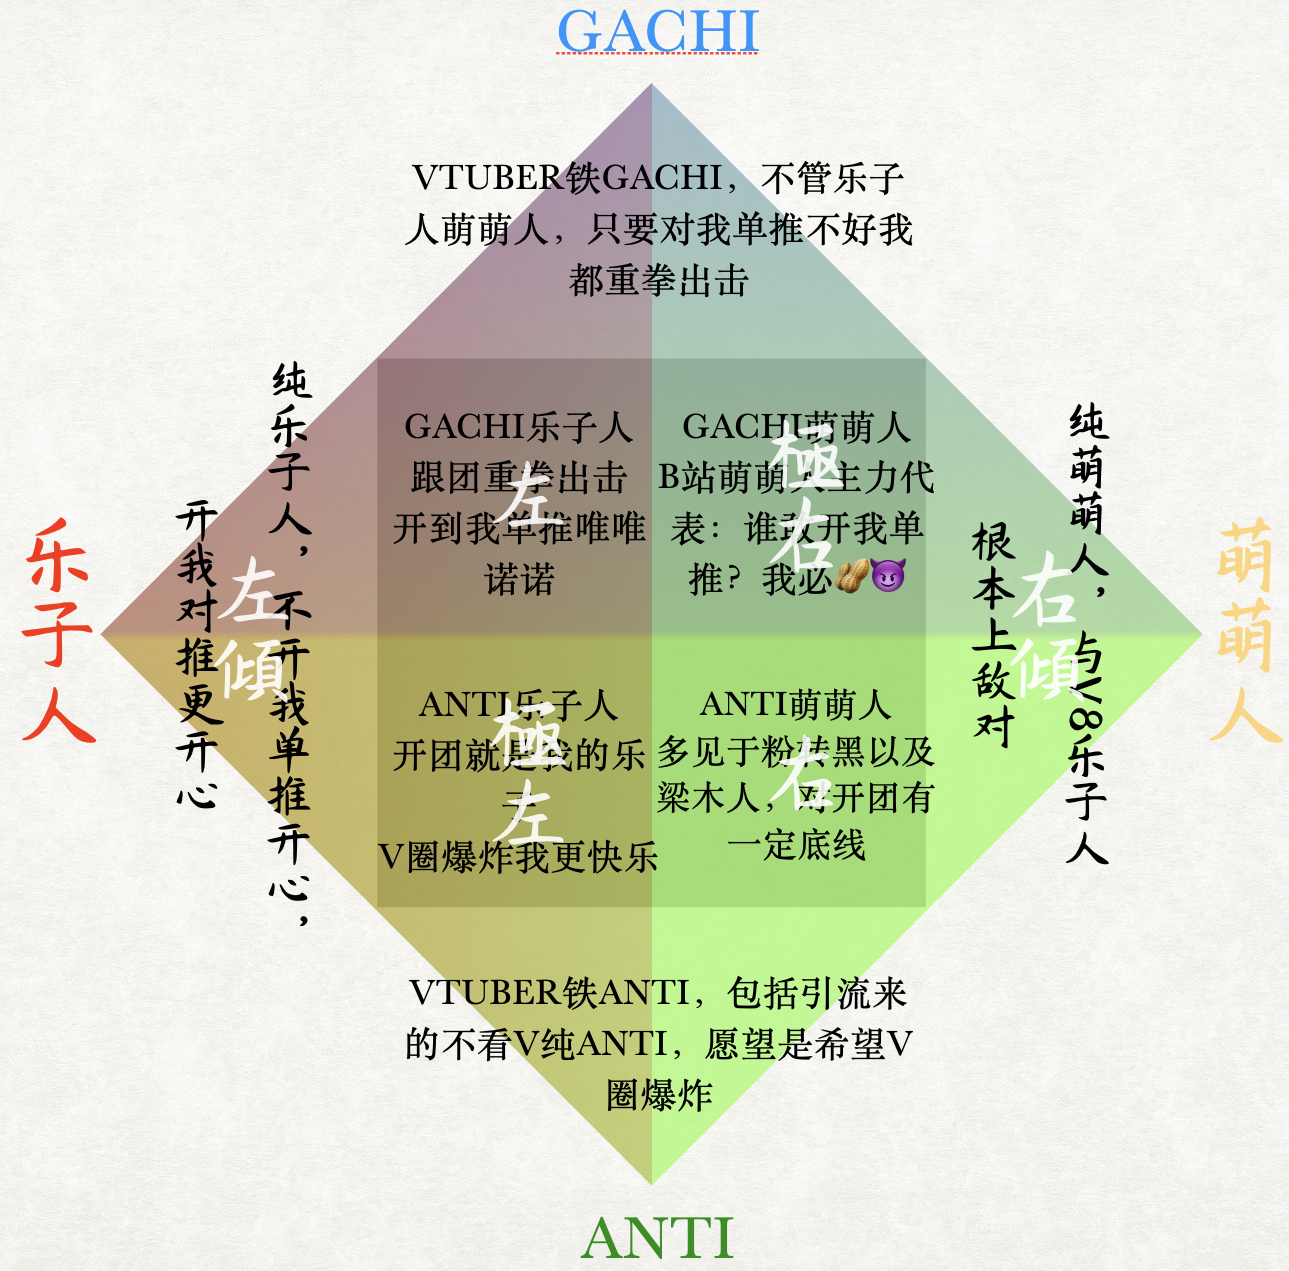 GACHI
VTUBER铁GACHI，不管乐子
人萌萌人，只要对我单推不好我
都重拳出击
乐子人
纯乐子人，不开我单推开心，
开我对推更开心
左傾
GACHI乐子人
跟团重拳出击
开到我单推唯唯
诺诺
左
GACHI萌萌人
B站萌萌人主力代
表：谁敢开我单
推？我必🥜😈
極右
ANTI乐子人
开团就是我的乐
子
V圈爆炸我更快乐
極左
ANTI萌萌人
多见于粉转黑以及
梁木人，对开团有
一定底线
右
纯萌萌人，与V8乐子人
根本上敌对
右傾
萌萌人
VTUBER铁ANTI，包括引流来
的不看V纯ANTI，愿望是希望V
圈爆炸
ANTI